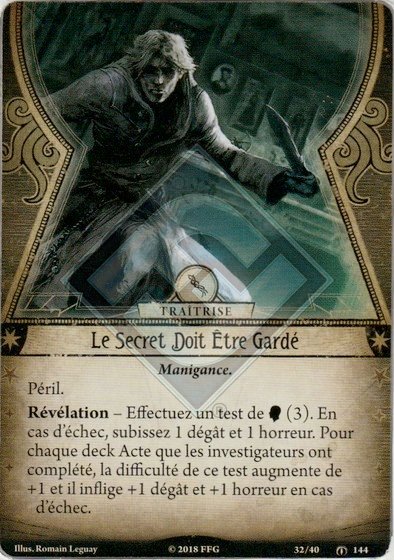 TRAÎTRISE
Le Secret Doit Être Gardé
Manigance.
Péril.
Révélation – Effectuez un test de (3). En
cas d'échec, subissez 1 dégât et 1 horreur. Pour
chaque deck Acte que les investigateurs ont
complété, la difficulté de ce test augmente de
+1 et il inflige +1 dégât et +1 horreur en
cas d'échec.
Illus. Romain Leguay © 2018 FFG 32/40 144